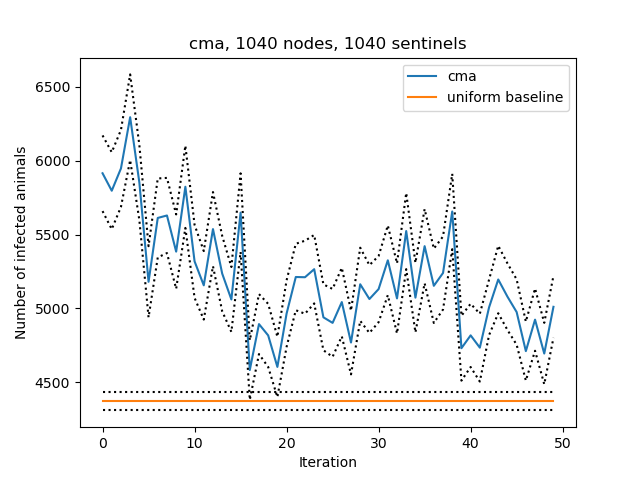 cma, 1040 nodes, 1040 sentinels
cma
uniform baseline
Number of infected animals
6500
6000
5500
5000
4500
0 10 20 30 40 50
Iteration